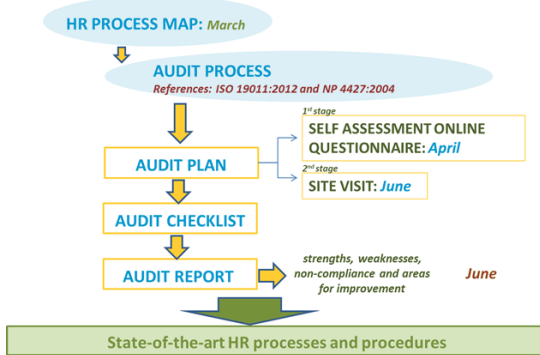 HR PROCESS MAP: March
AUDIT PROCESS
References: ISO 19011:2012 and NP 4427:2004
1st stage
SELF ASSESSMENT ONLINE
QUESTIONNAIRE: April
AUDIT PLAN
2nd stage
SITE VISIT: June
AUDIT CHECKLIST
AUDIT REPORT
strengths, weaknesses,
non-compliance and areas
for improvement
June
State-of-the-art HR processes and procedures